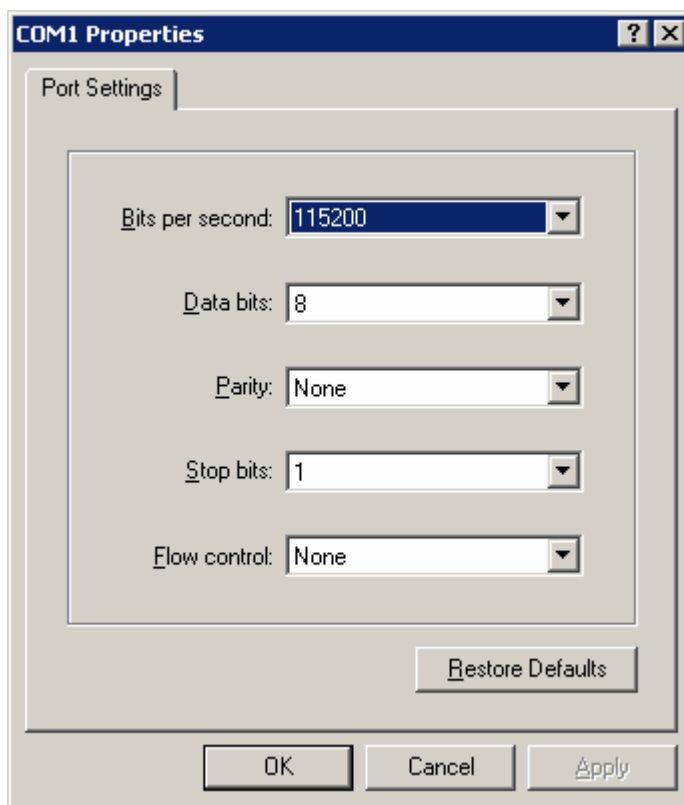 COM1 Properties
Port Settings
Bits per second: 115200
Data bits: 8
Parity: None
Stop bits: 1
Flow control: None
Restore Defaults
OK Cancel Apply